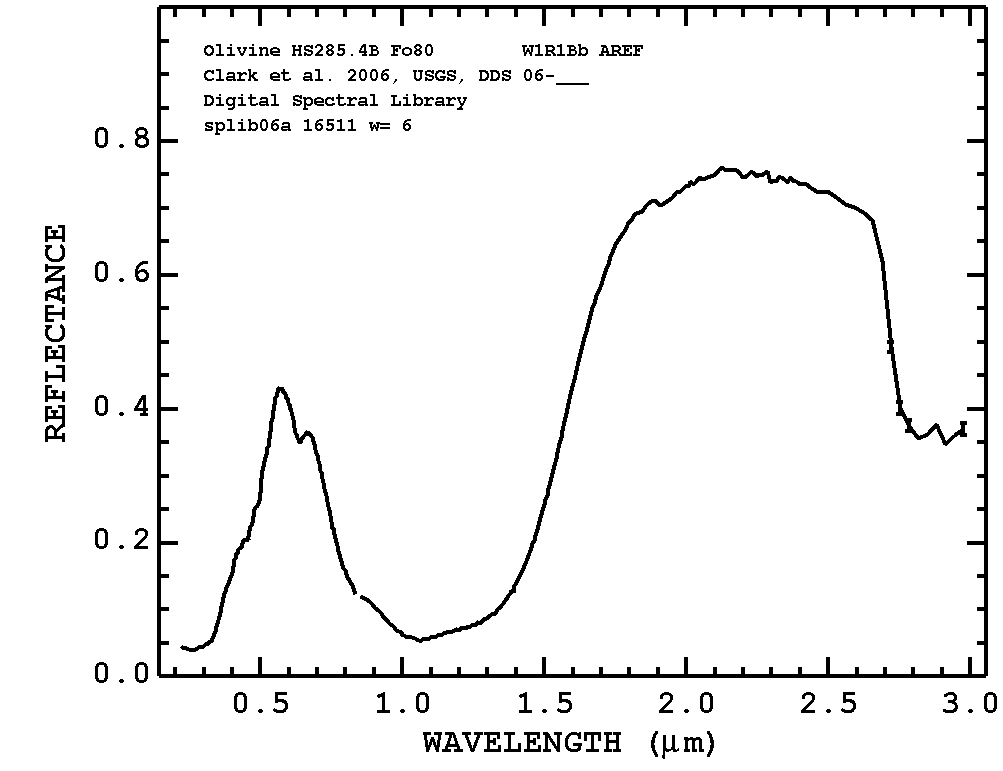 Olivine HS285.4B Fo80 W1R1Bb AREF
Clark et al. 2006, USGS, DDS 06-___
Digital Spectral Library
splib06a 16511 w= 6
0.8
0.6
0.4
0.2
0.0
REFLECTANCE
0.5 1.0 1.5 2.0 2.5 3.0
WAVELENGTH (μm)